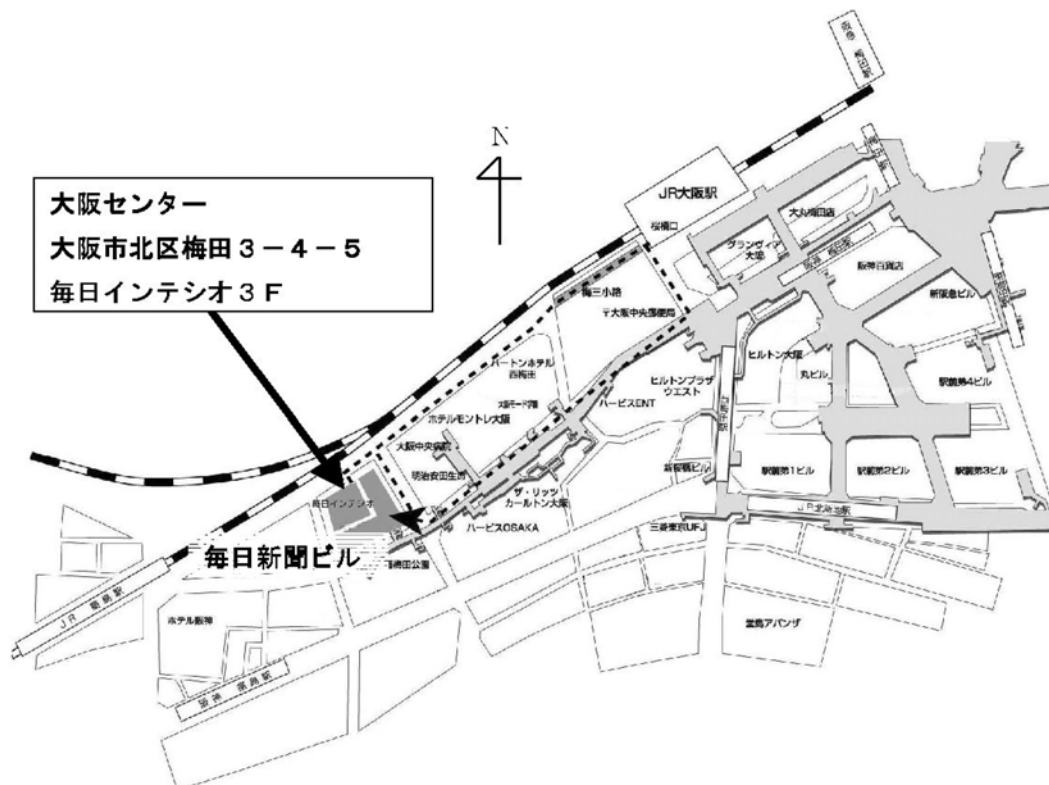 N
大阪センター
大阪市北区梅田３－４－５
毎日インテシオ３Ｆ
JR大阪駅
桜橋口
大丸梅田店
グランヴィア
大阪
阪神百貨店
新阪急ビル
梅三小路
〒大阪中央郵便局
ヒルトン大阪
丸ビル
ヒルトンプラザ
ウエスト
駅前第4ビル
ハートンホテル
西梅田
ハービスENT
ホテルモントレ大阪
大阪中央病院
明治安田生命
新桜橋ビル
駅前第1ビル
駅前第2ビル
駅前第3ビル
ザ・リッツ
カールトン大阪
毎日インテシオ
ハービスOSAKA
三菱東京UFJ
JR北新地駅
毎日新聞ビル
西梅田公園
JR 福島駅
ホテル阪神
阪神 福島駅
堂島アバンザ